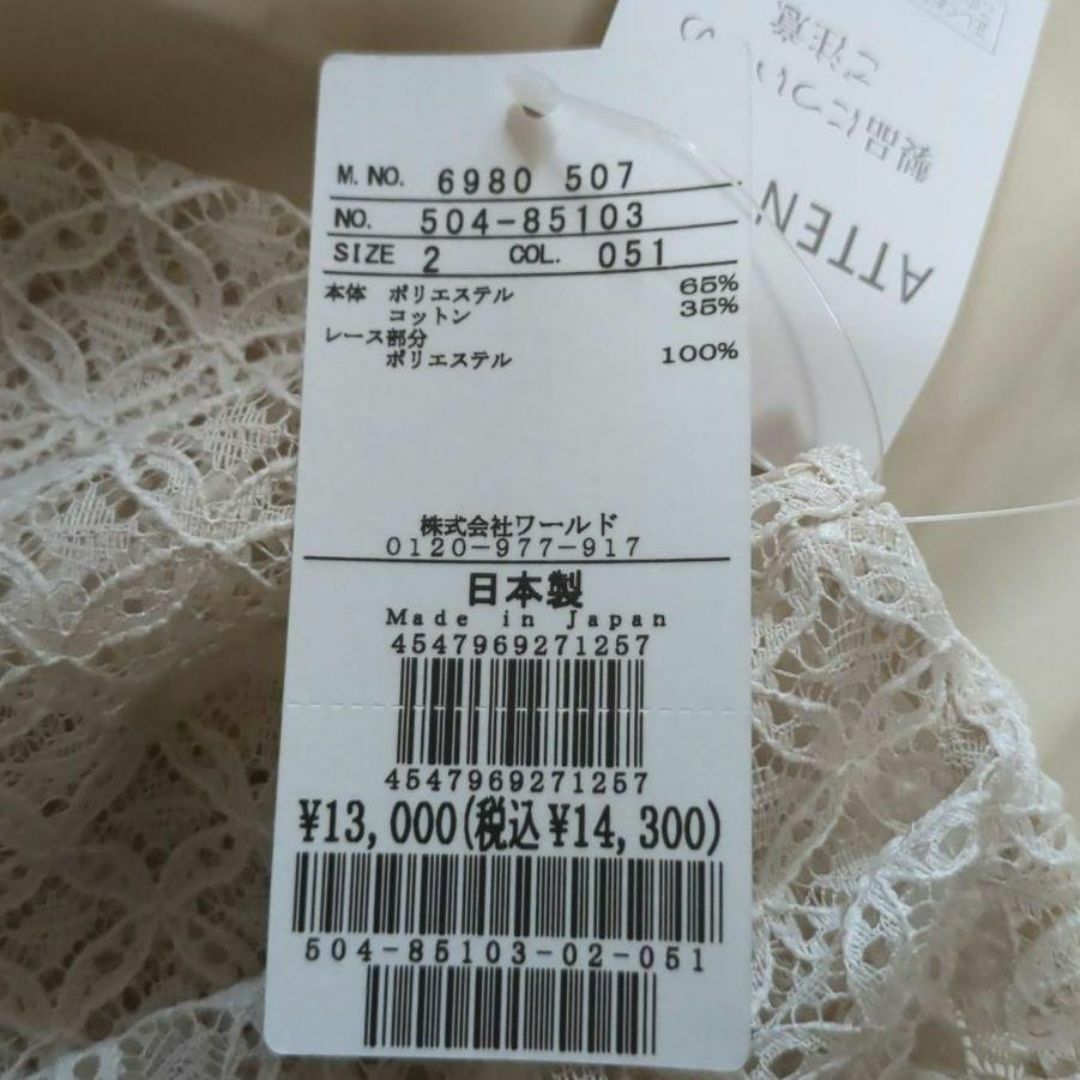 M. NO. 6980 507
NO. 504-85103
SIZE 2 COL. 051
本体 ポリエステル 65%
コットン 35%
レース部分
ポリエステル 100%
株式会社ワールド
0120-977-917
日本製
Made in Japan
4547969271257
4547969271257
¥13,000(税込¥14,300)
504-85103-02-051
ATTEN
製品につい
の
ご注意